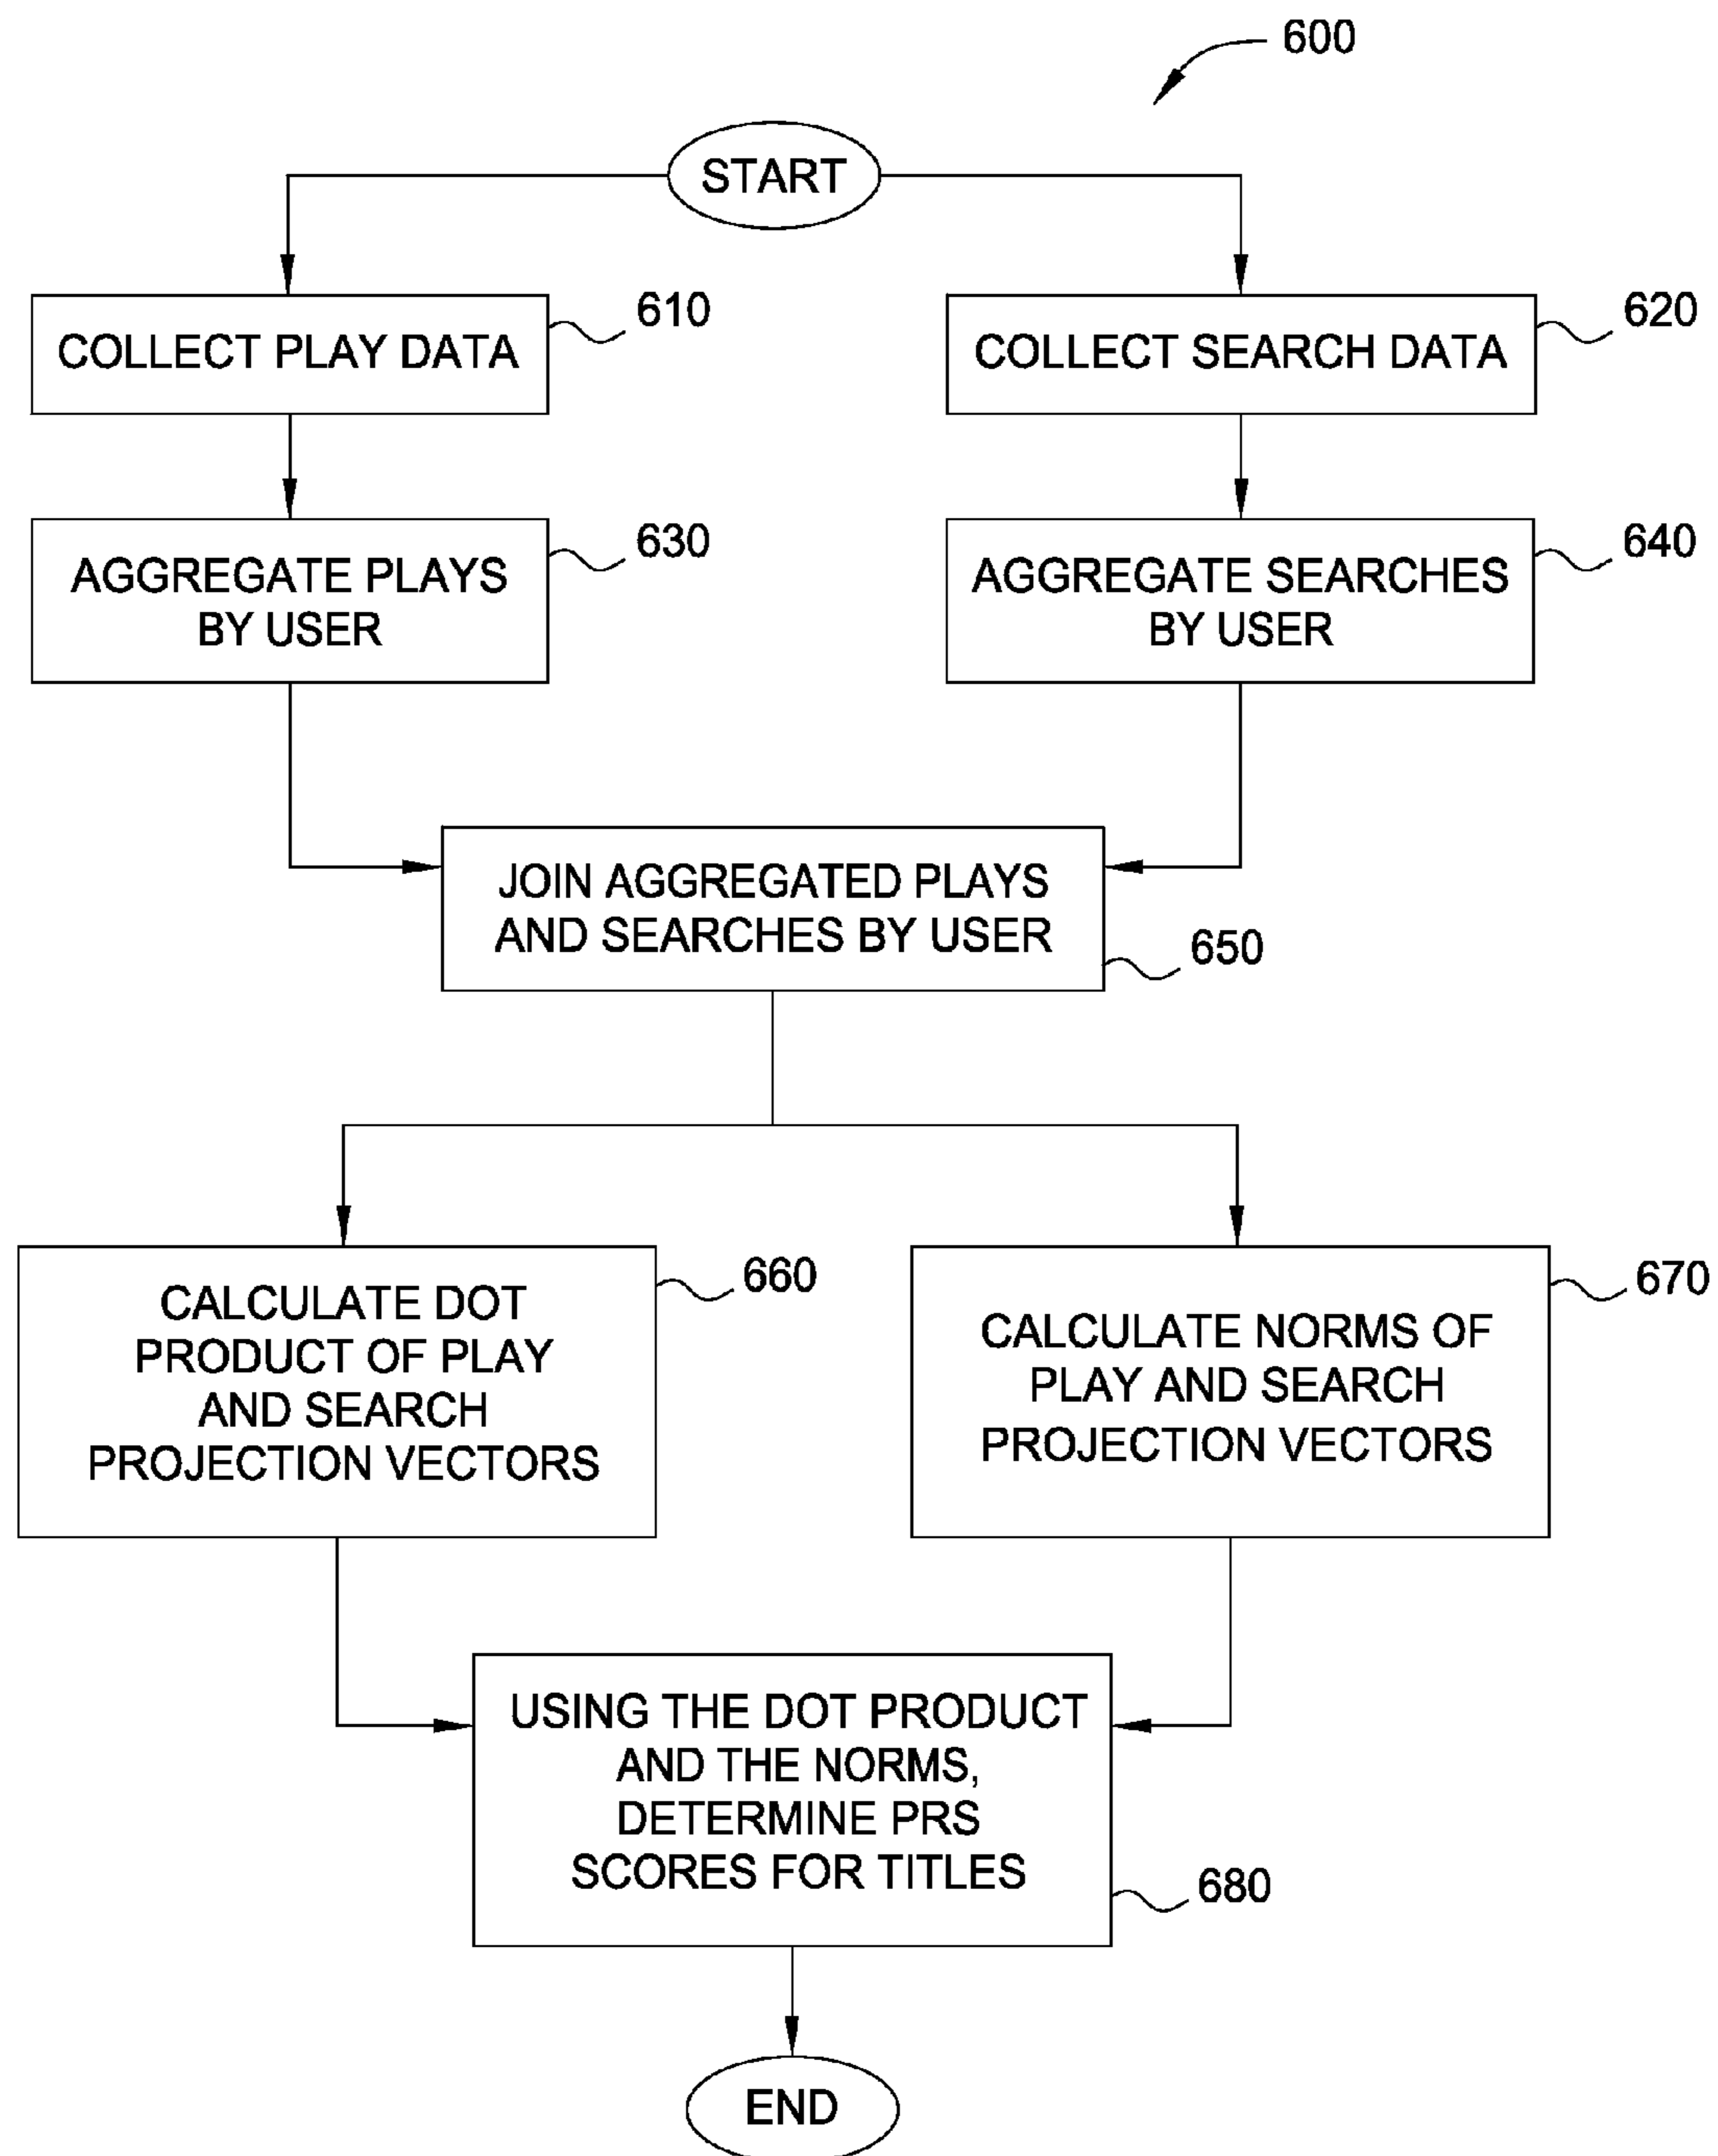 600
START
COLLECT PLAY DATA
610
COLLECT SEARCH DATA
620
AGGREGATE PLAYS
BY USER
630
AGGREGATE SEARCHES
BY USER
640
JOIN AGGREGATED PLAYS
AND SEARCHES BY USER
650
CALCULATE DOT
PRODUCT OF PLAY
AND SEARCH
PROJECTION VECTORS
660
CALCULATE NORMS OF
PLAY AND SEARCH
PROJECTION VECTORS
670
USING THE DOT PRODUCT
AND THE NORMS,
DETERMINE PRS
SCORES FOR TITLES
680
END